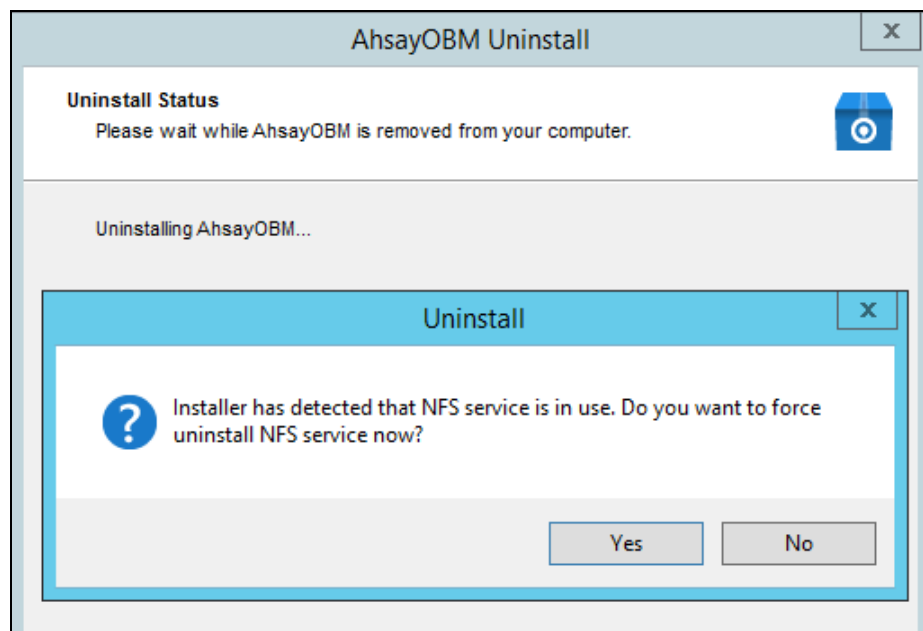 AhsayOBM Uninstall
x
Uninstall Status
Please wait while AhsayOBM is removed from your computer.
Uninstalling AhsayOBM...
Uninstall
x
?
Installer has detected that NFS service is in use. Do you want to force
uninstall NFS service now?
Yes
No